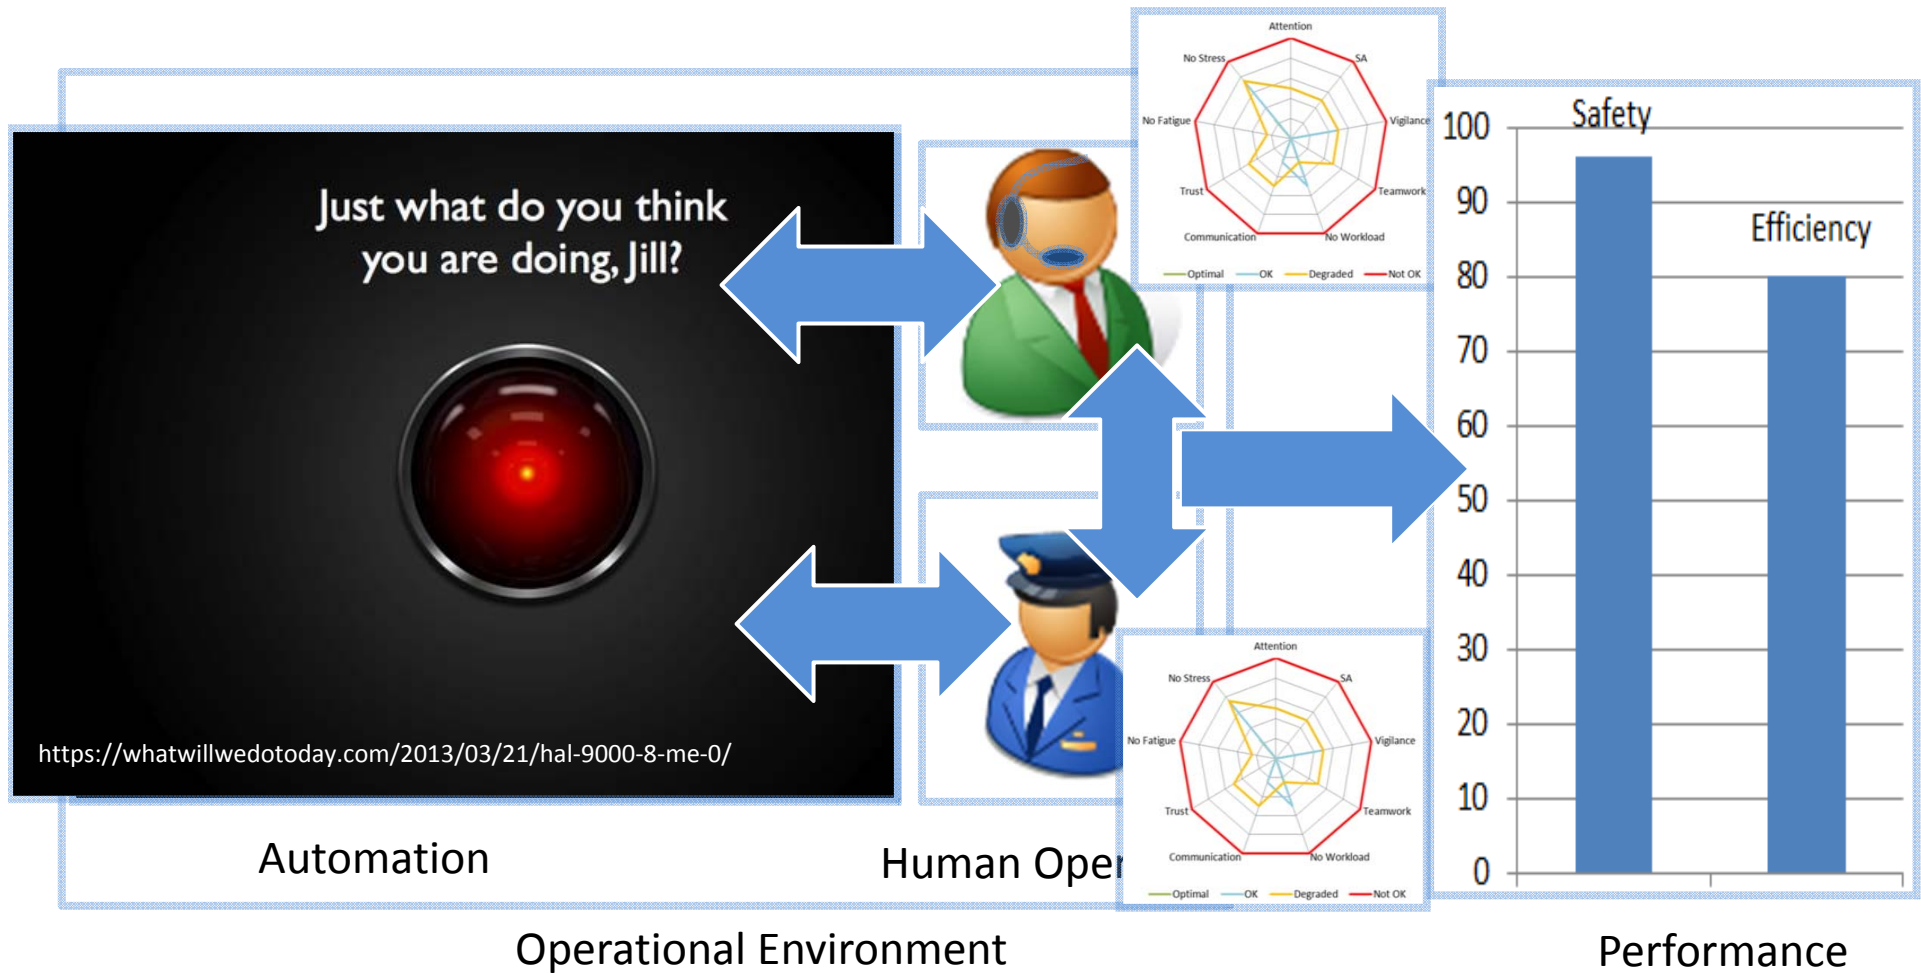 Just what do you think
you are doing, Jill?
https://whatwillwedotoday.com/2013/03/21/hal-9000-8-me-0/
Automation
Human Oper
Operational Environment
Attention
No Stress
SA
No Fatigue
Vigilance
Trust
Teamwork
Communication
No Workload
Optimal OK Degraded Not OK
Attention
No Stress
SA
No Fatigue
Vigilance
Trust
Teamwork
Communication
No Workload
Optimal OK Degraded Not OK
Safety
Efficiency
100
90
80
70
60
50
40
30
20
10
0
Performance